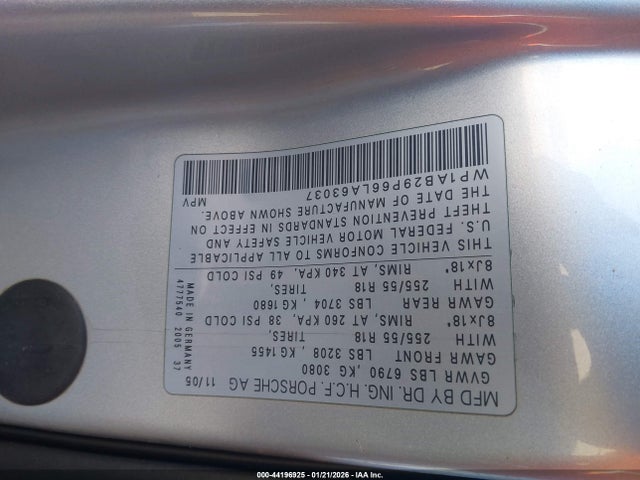 MFD BY DR. ING. H.C.F. PORSCHE AG
11/05
GVWR LBS 6790 ,KG 3080
GAWR FRONT LBS 3208 , KG1455
WITH 255/55 R18 TIRES,
8Jx18" RIMS, AT 260 KPA, 38 PSI COLD
GAWR REAR LBS 3704 , KG 1680
WITH 255/55 R18 TIRES,
8Jx18" RIMS, AT 340 KPA, 49 PSI COLD
THIS VEHICLE CONFORMS TO ALL APPLICABLE
U.S. FEDERAL MOTOR VEHICLE SAFETY AND
THEFT PREVENTION STANDARDS IN EFFECT ON
THE DATE OF MANUFACTURE SHOWN ABOVE.
WP1AB29P66LA63037
MPV
MADE IN GERMANY
4777540 2005 37
000-44196925 - 01/21/2026 - IAA Inc.